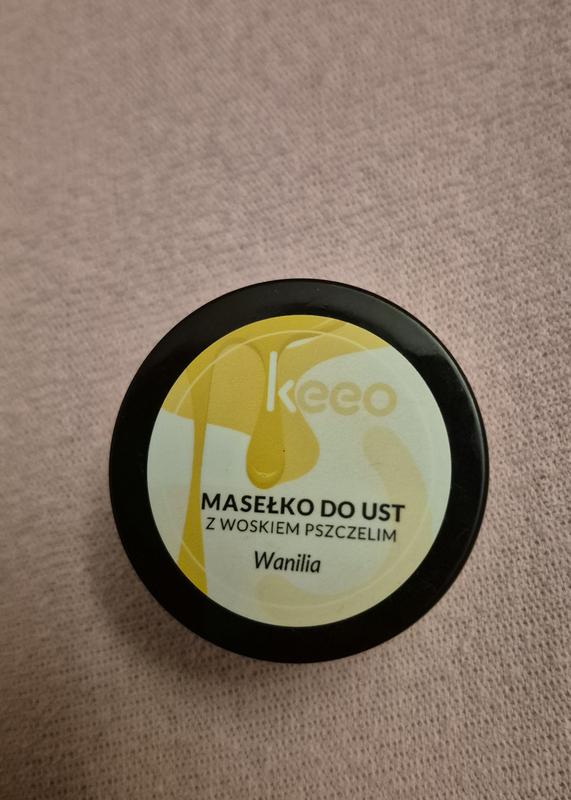 keeo
MASEŁKO DO UST
Z WOSKIEM PSZCZELIM
Wanilia